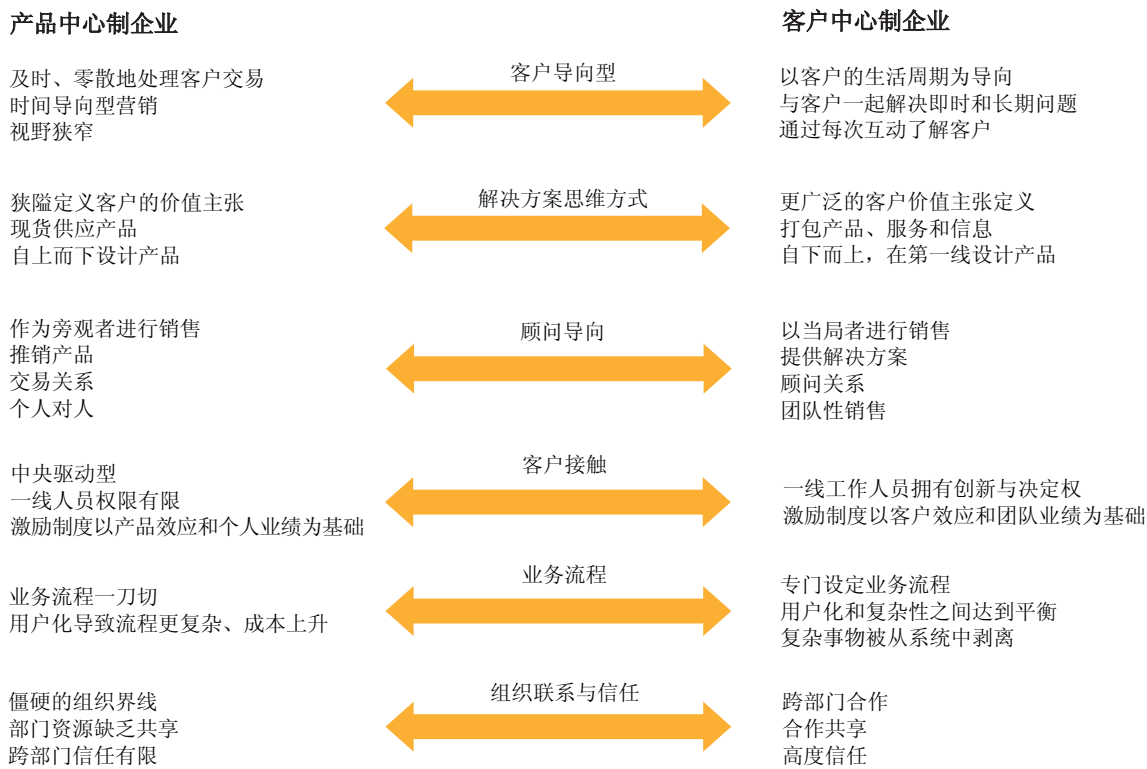 产品中心制企业
客户中心制企业
及时、零散地处理客户交易
时间导向型营销
视野狭窄
客户导向型
以客户的生活周期为导向
与客户一起解决即时和长期问题
通过每次互动了解客户
狭隘定义客户的价值主张
现货供应产品
自上而下设计产品
解决方案思维方式
更广泛的客户价值主张定义
打包产品、服务和信息
自下而上，在第一线设计产品
作为旁观者进行销售
推销产品
交易关系
个人对人
顾问导向
以当局者进行销售
提供解决方案
顾问关系
团队性销售
中央驱动型
一线人员权限有限
激励制度以产品效应和个人业绩为基础
客户接触
一线工作人员拥有创新与决定权
激励制度以客户效应和团队业绩为基础
业务流程一刀切
用户化导致流程更复杂、成本上升
业务流程
专门设定业务流程
用户化和复杂性之间达到平衡
复杂事物被从系统中剥离
僵硬的组织界线
部门资源缺乏共享
跨部门信任有限
组织联系与信任
跨部门合作
合作共享
高度信任